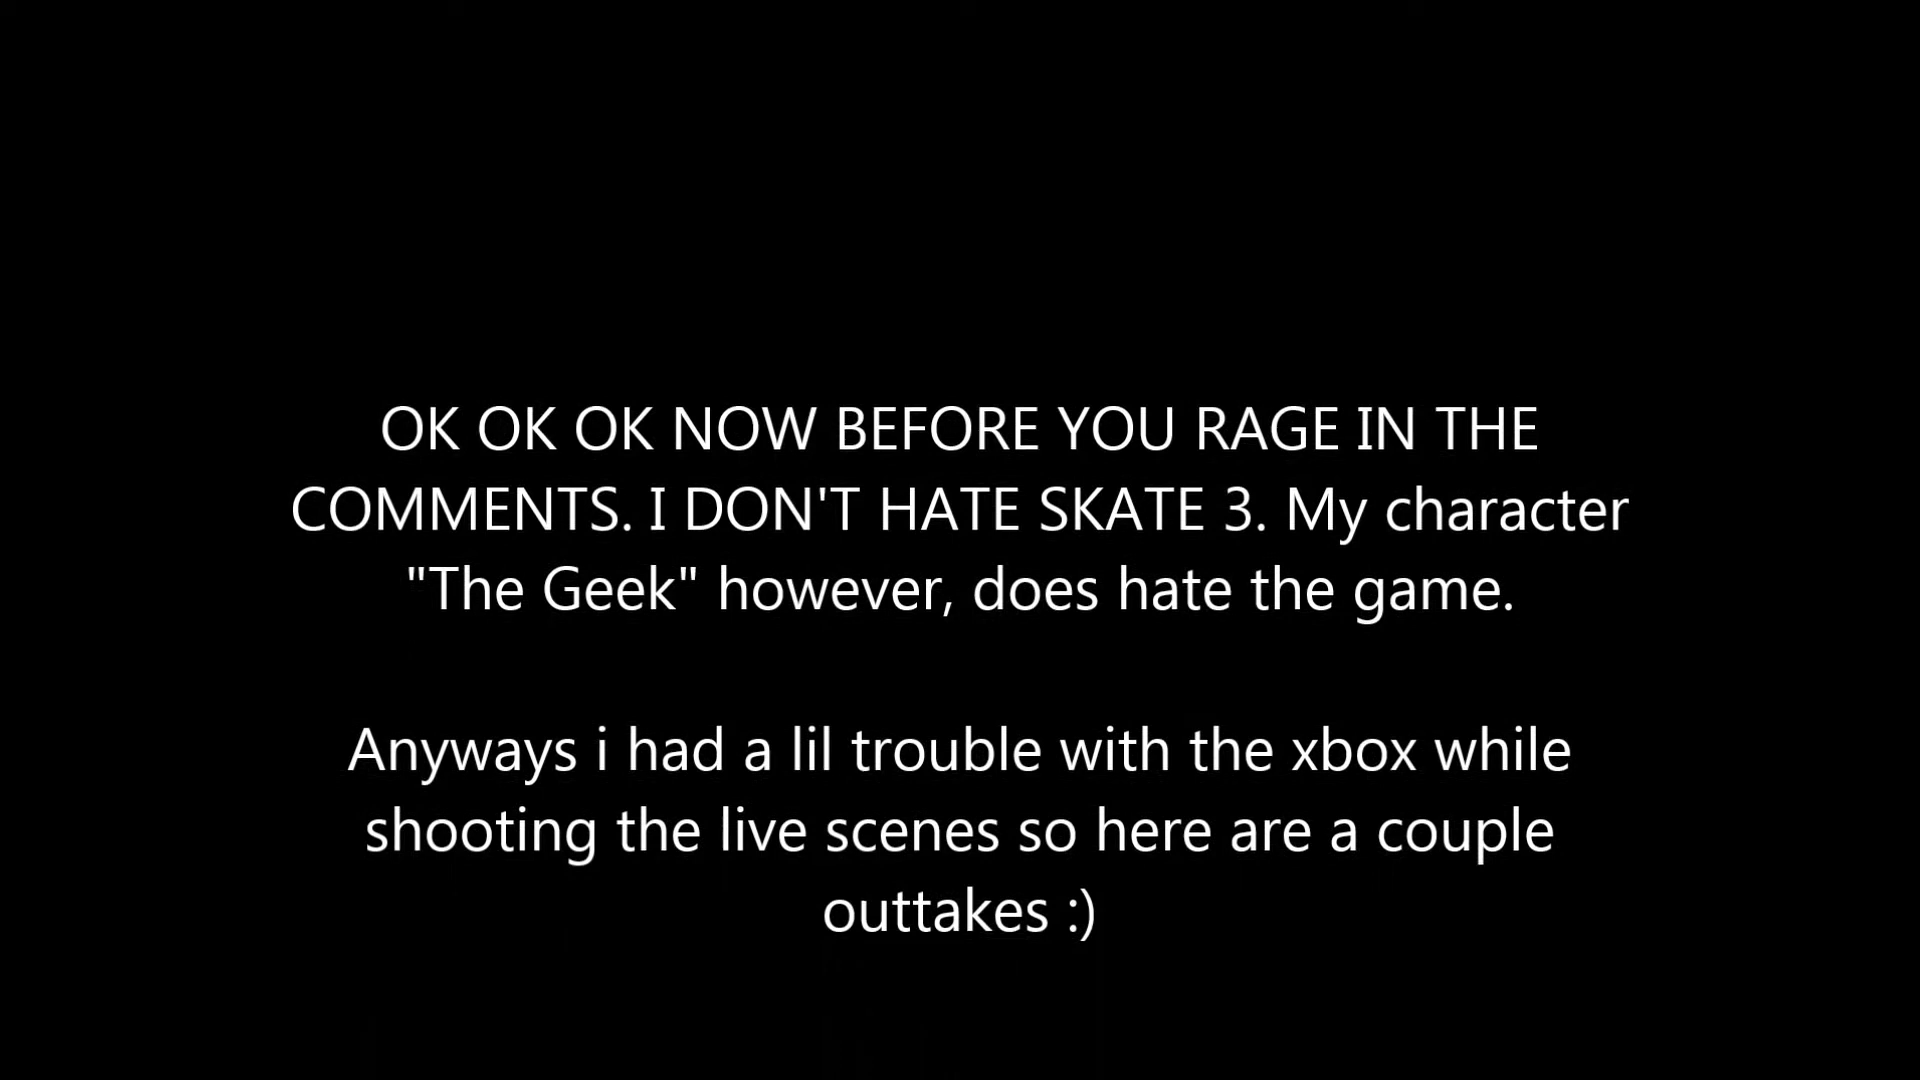 OK OK OK NOW BEFORE YOU RAGE IN THE
COMMENTS. I DON'T HATE SKATE 3. My character
"The Geek" however, does hate the game.
Anyways i had a lil trouble with the xbox while
shooting the live scenes so here are a couple
outtakes :)